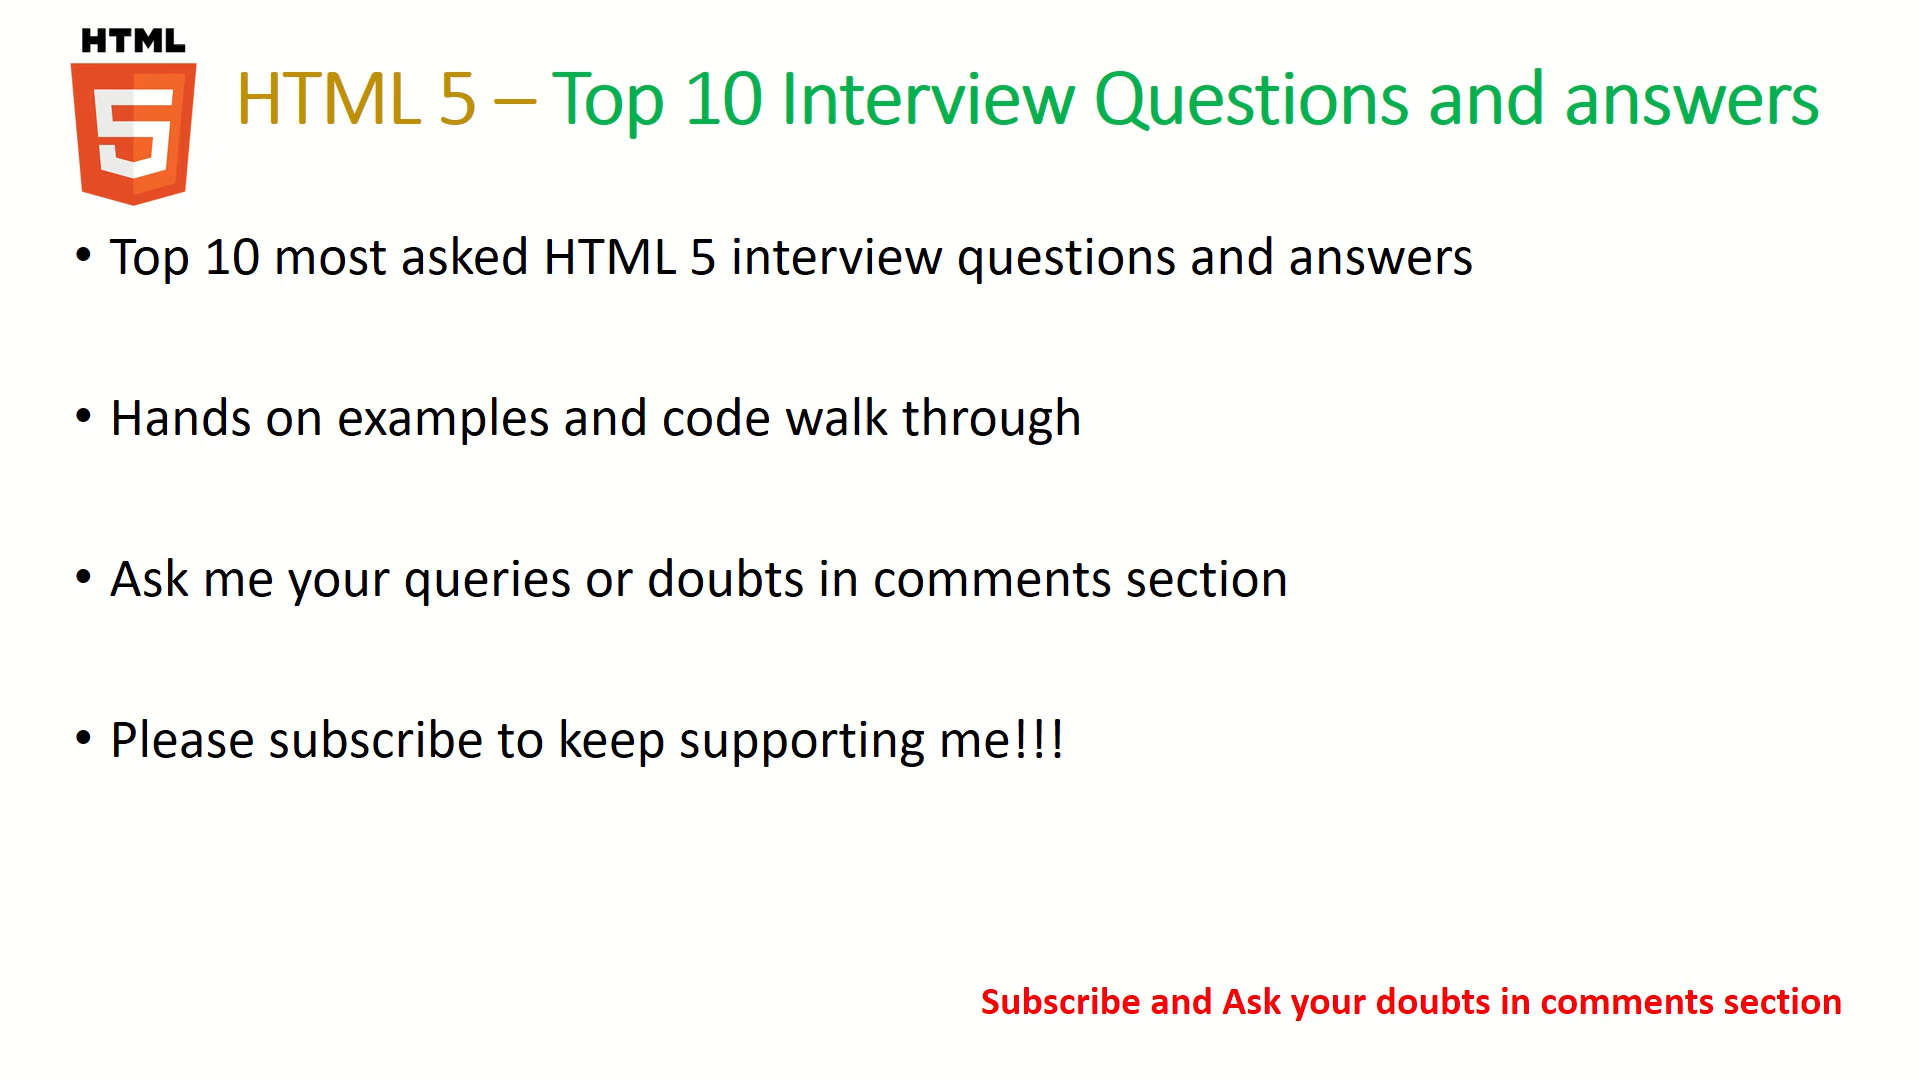 HTML
5
HTML 5 – Top 10 Interview Questions and answers
• Top 10 most asked HTML 5 interview questions and answers
• Hands on examples and code walk through
• Ask me your queries or doubts in comments section
• Please subscribe to keep supporting me!!!
Subscribe and Ask your doubts in comments section